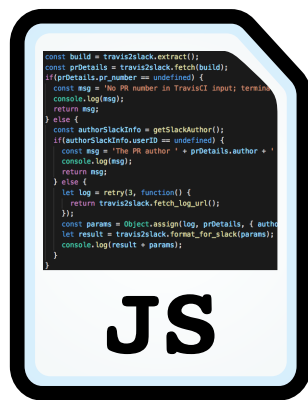 const build = travis2slack.extract();
const prDetails = travis2slack.fetch(build);
if(prDetails.pr_number == undefined) {
const msg = 'No PR number in TravisCI input; termina
console.log(msg);
return msg;
} else {
const authorSlackInfo = getSlackAuthor();
if(authorSlackInfo.userID == undefined) {
const msg = 'The PR author ' + prDetails.author + '
console.log(msg);
return msg;
} else {
let log = retry(3, function() {
return travis2slack.fetch_log_url();
});
const params = Object.assign(log, prDetails, { autho
let result = travis2slack.format_for_slack(params);
console.log(result + params);
}
}
JS